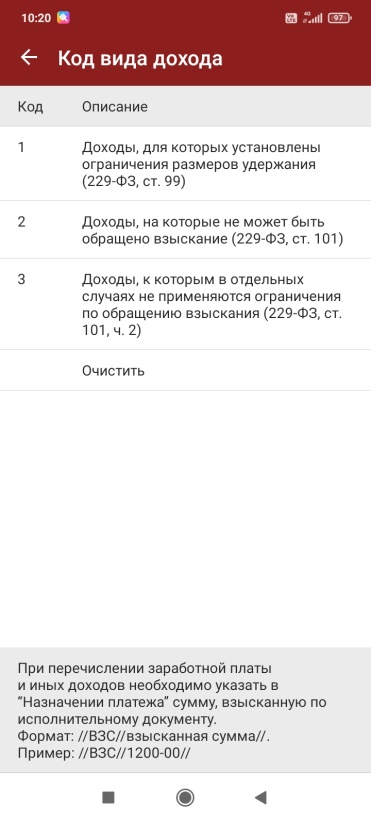 10:20
4G
97
Код вида дохода
Код Описание
1 Доходы, для которых установлены
ограничения размеров удержания
(229-ФЗ, ст. 99)
2 Доходы, на которые не может быть
обращено взыскание (229-ФЗ, ст. 101)
3 Доходы, к которым в отдельных
случаях не применяются ограничения
по обращению взыскания (229-ФЗ, ст.
101, ч. 2)
Очистить
При перечислении заработной платы
и иных доходов необходимо указать в
“Назначении платежа” сумму, взысканную по
исполнительному документу.
Формат: //ВЗС//взысканная сумма//.
Пример: //ВЗС//1200-00//